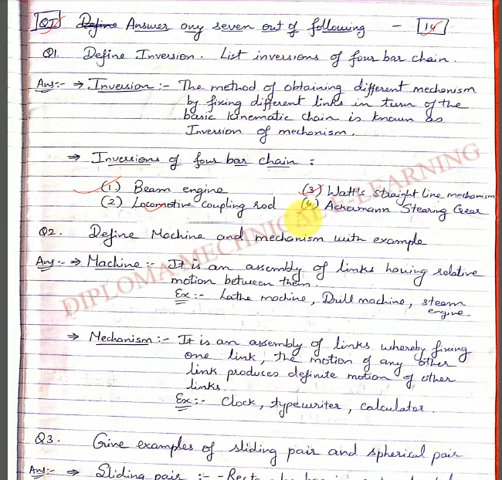 Q1. Define Answer any seven out of following - 14
Q1. Define Inversion. List inversions of four bar chain.
Ans:- → Inversion :- The method of obtaining different mechanism
by fixing different links in turn of the
basic kinematic chain is known as
Inversion of mechanism.
→ Inversions of four bar chain :
(1) Beam engine (3) Watt's straight line mechanism
(2) Locomotive coupling rod (4) Ackermann Stearing Gear
DIPLOMA MECHNICAL E-LEARNING
Q2. Define Machine and mechanism with example
Ans:- → Machine :- It is an assembly of links having relative
motion between them.
Ex :- Lathe machine, Drill machine, steam
engine.
→ Mechanism :- It is an assembly of links whereby fixing
one link, the motion of any other
link produces definite motion of other
links.
Ex :- Clock, typewriter, calculator.
Q3. Give examples of sliding pair and spherical pair
Ans:- → Sliding pair :-